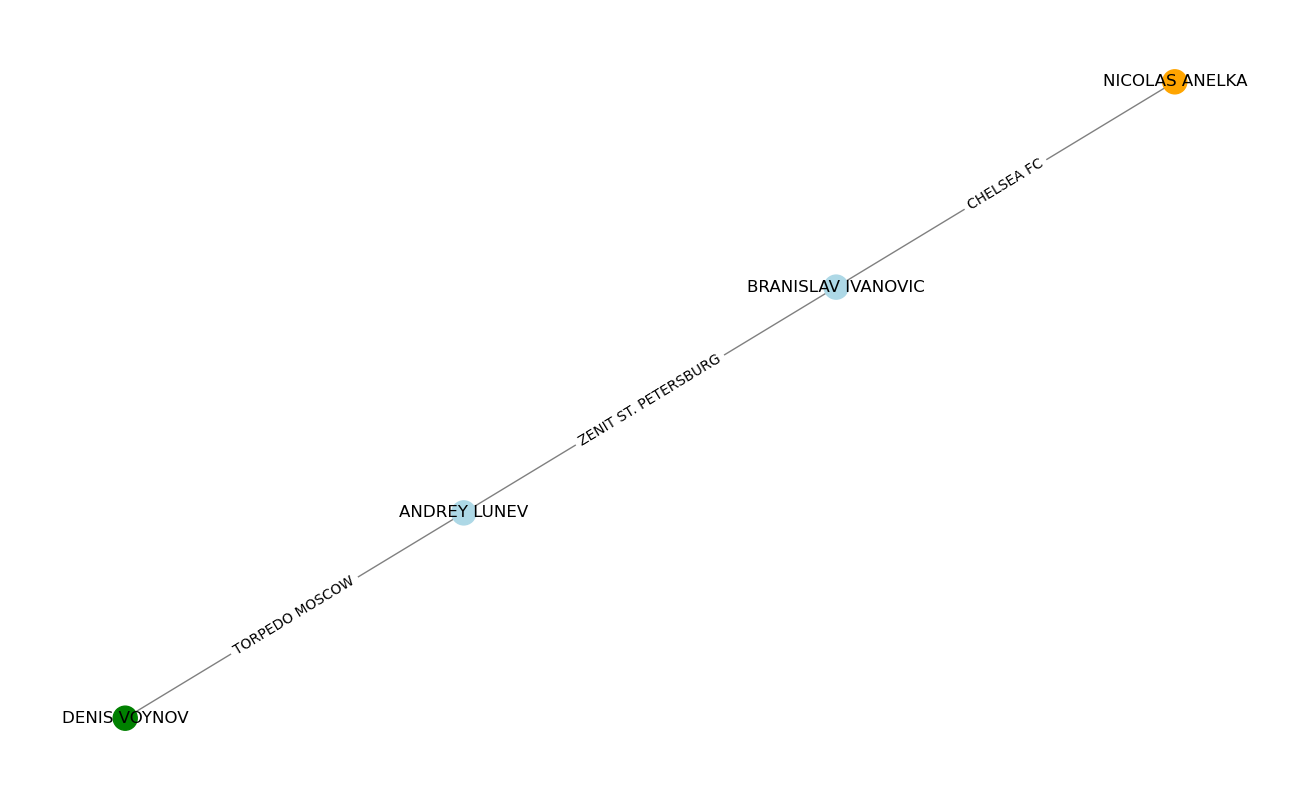 NICOLAS ANELKA
CHELSEA FC
BRANISLAV IVANOVIC
ZENIT ST. PETERSBURG
ANDREY LUNEV
TORPEDO MOSCOW
DENIS VOYNOV